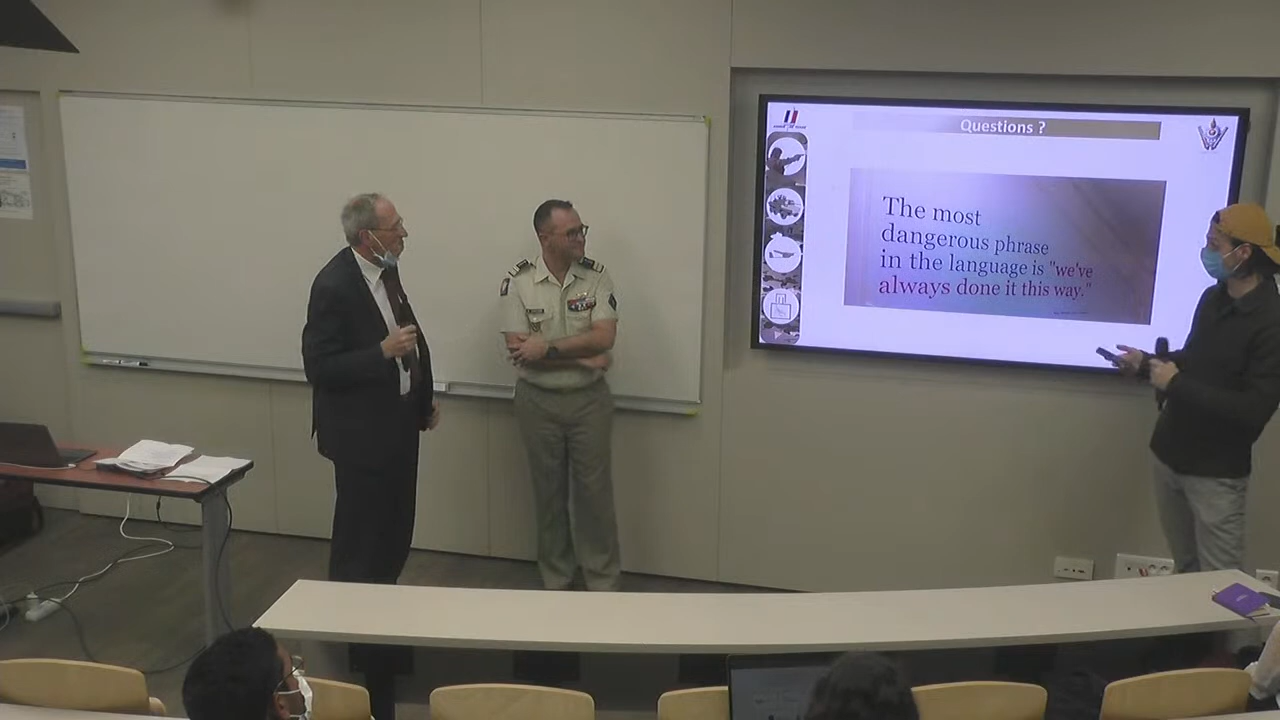 Questions ?
The most
dangerous phrase
in the language is "we've
always done it this way."